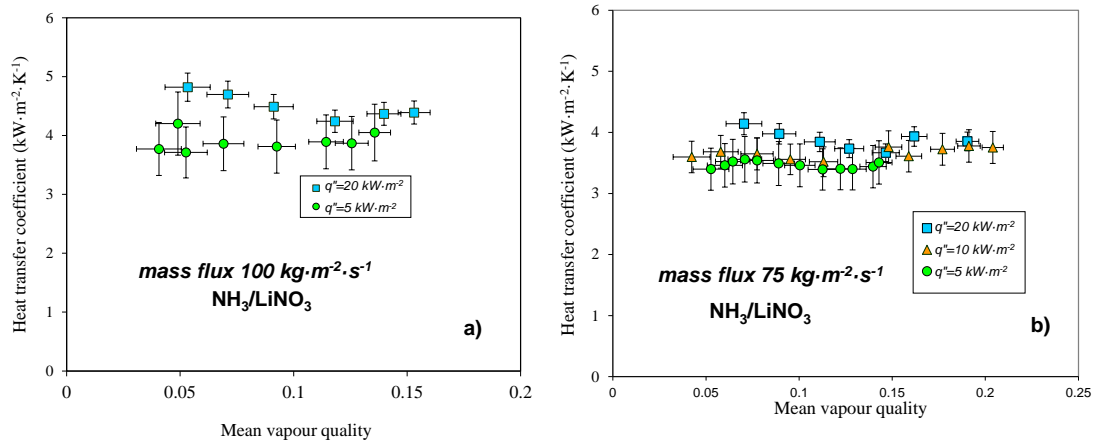 Heat transfer coefficient (kW·m-2·K-1)
6
5
4
3
2
1
0
0
0.05
0.1
0.15
0.2
Mean vapour quality
q"=20 kW·m-2
q"=5 kW·m-2
mass flux 100 kg·m-2·s-1
NH3/LiNO3
a)
Heat transfer coefficient (kW·m-2·K-1)
6
5
4
3
2
1
0
0
0.05
0.1
0.15
0.2
0.25
Mean vapour quality
q"=20 kW·m-2
q"=10 kW·m-2
q"=5 kW·m-2
mass flux 75 kg·m-2·s-1
NH3/LiNO3
b)